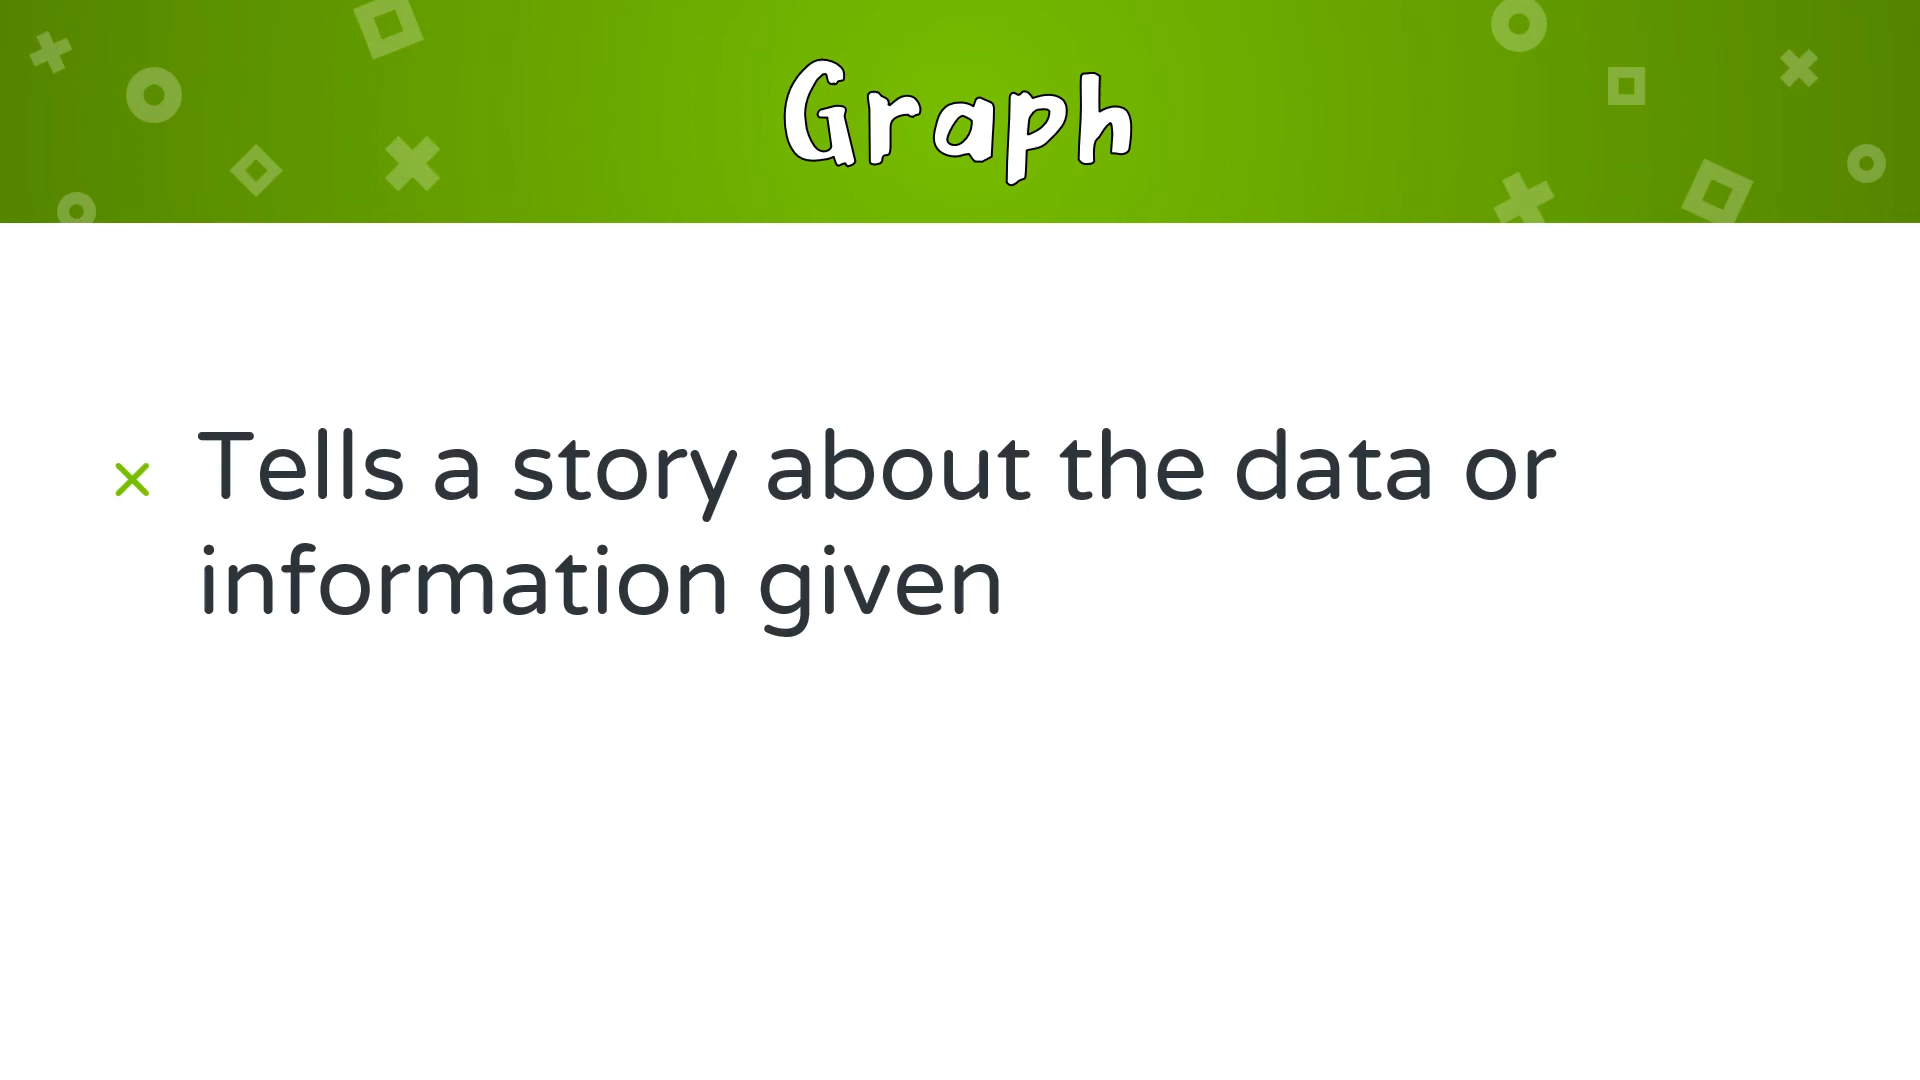 Graph
Tells a story about the data or
information given